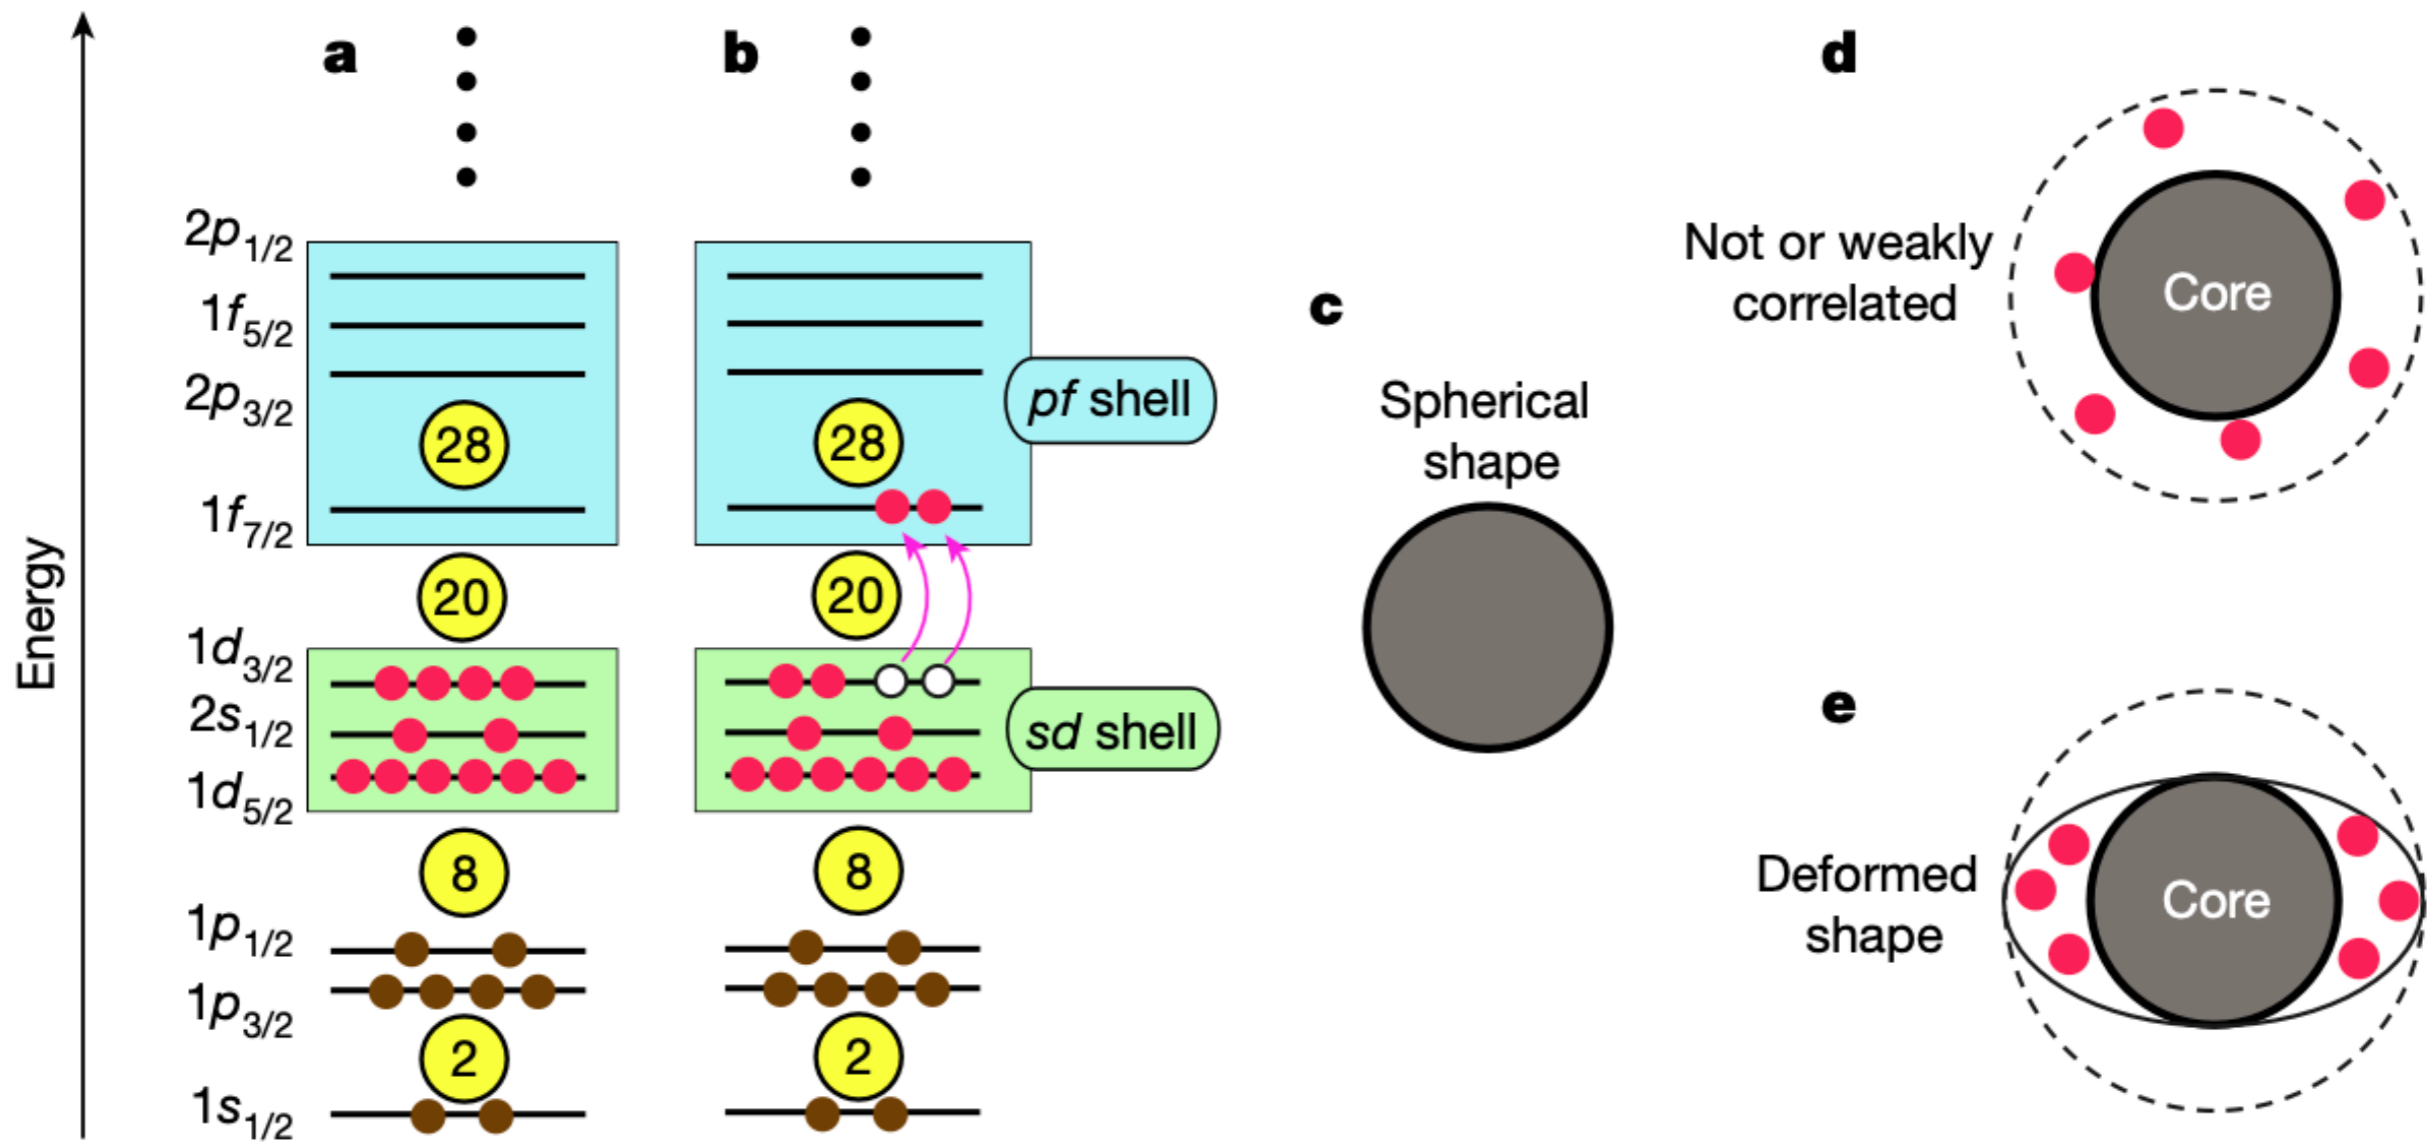 Energy
a
2p1/2
1f5/2
2p3/2
28
1f7/2
20
1d3/2
2s1/2
1d5/2
8
1p1/2
1p3/2
2
1s1/2
b
28
pf shell
20
sd shell
8
2
c
Spherical
shape
d
Not or weakly
correlated
Core
e
Deformed
shape
Core